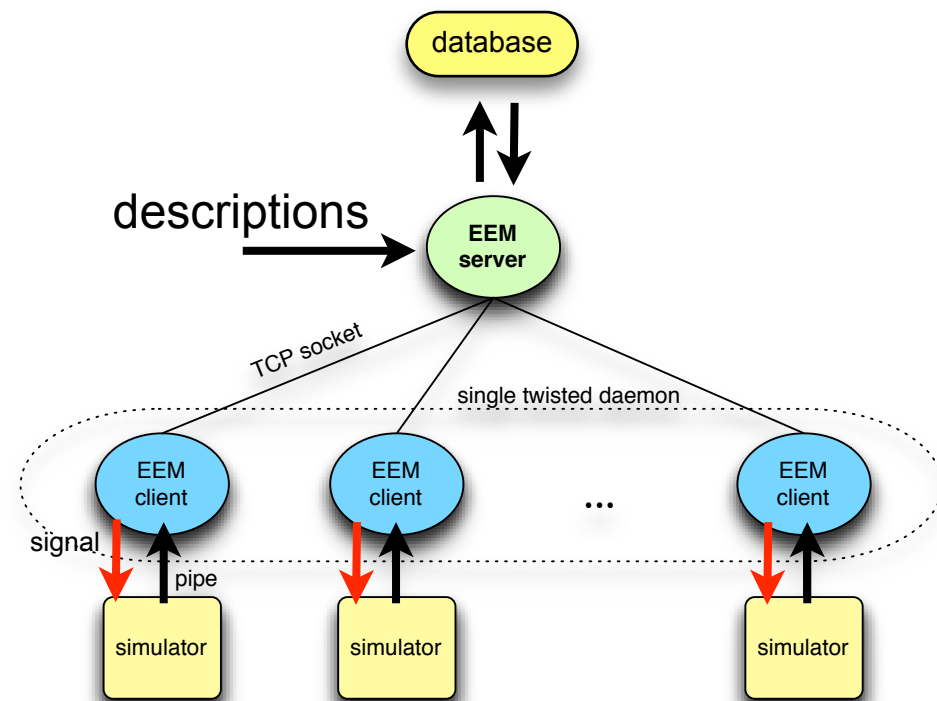 database
descriptions
EEM
server
TCP socket
single twisted daemon
EEM
client
EEM
client
...
EEM
client
signal
pipe
simulator
simulator
simulator